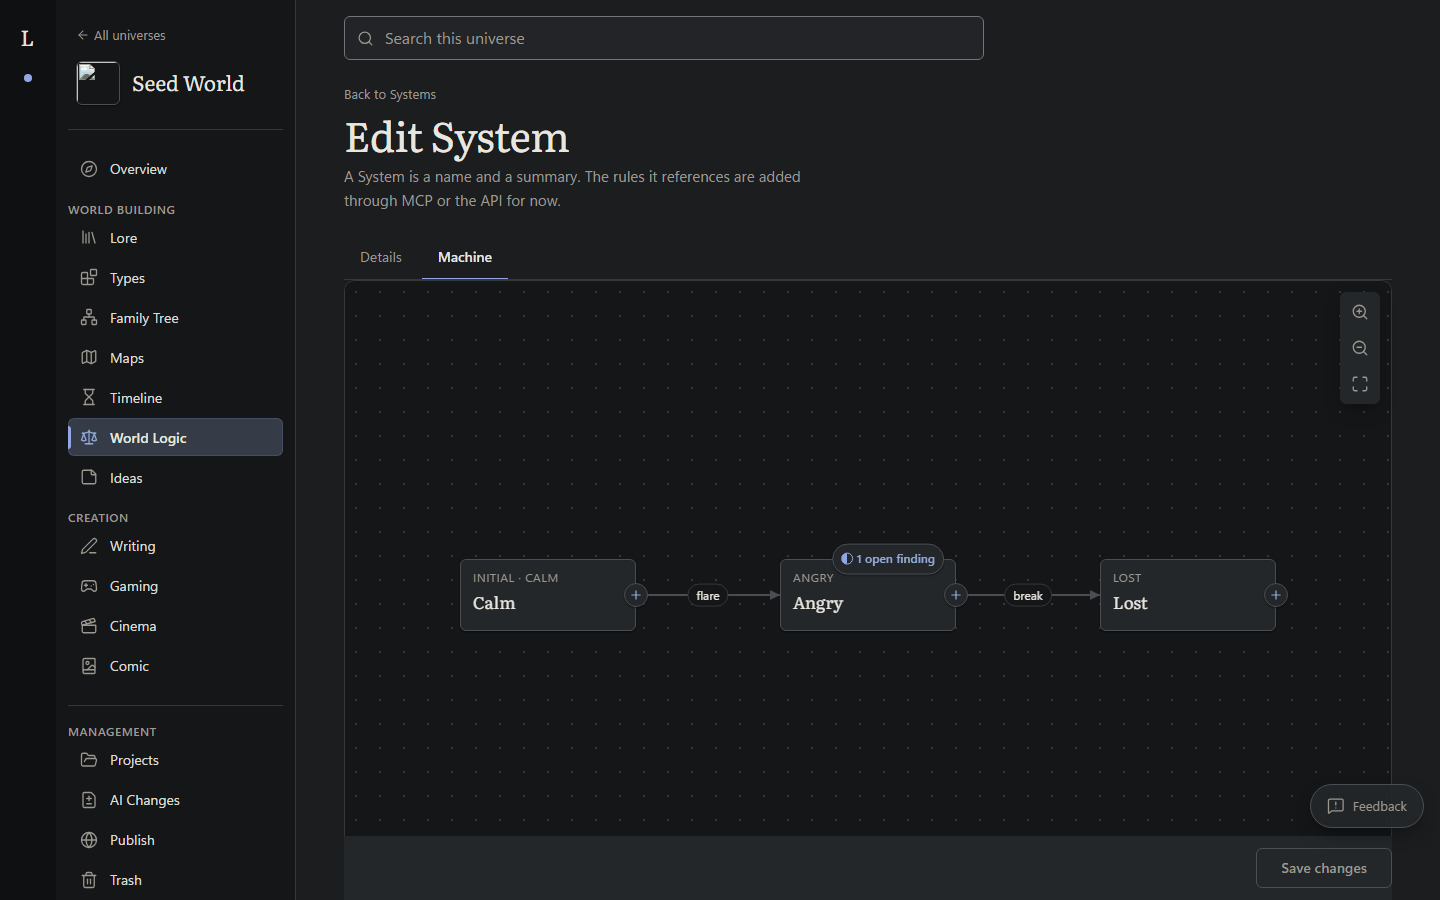 L
All universes
Seed World
Overview
WORLD BUILDING
Lore
Types
Family Tree
Maps
Timeline
World Logic
Ideas
CREATION
Writing
Gaming
Cinema
Comic
MANAGEMENT
Projects
AI Changes
Publish
Trash
Search this universe
Back to Systems
Edit System
A System is a name and a summary. The rules it references are added
through MCP or the API for now.
Details
Machine
INITIAL · CALM
Calm
flare
1 open finding
ANGRY
Angry
break
LOST
Lost
Feedback
Save changes